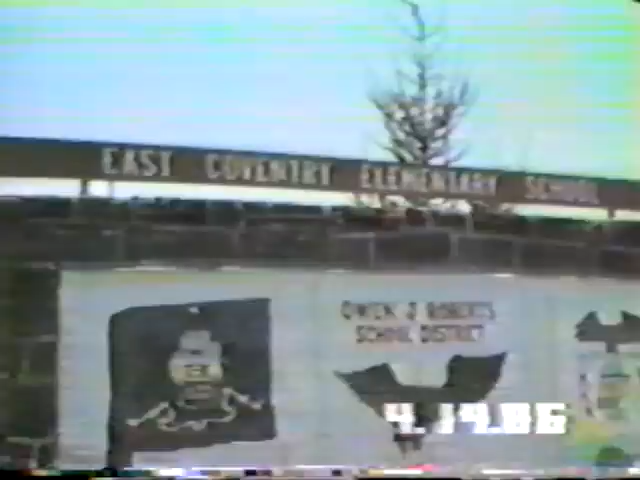 EAST COVENTRY ELEMENTARY SCHOOL
OWEN J ROBERTS
SCHOOL DISTRICT
4.14.86